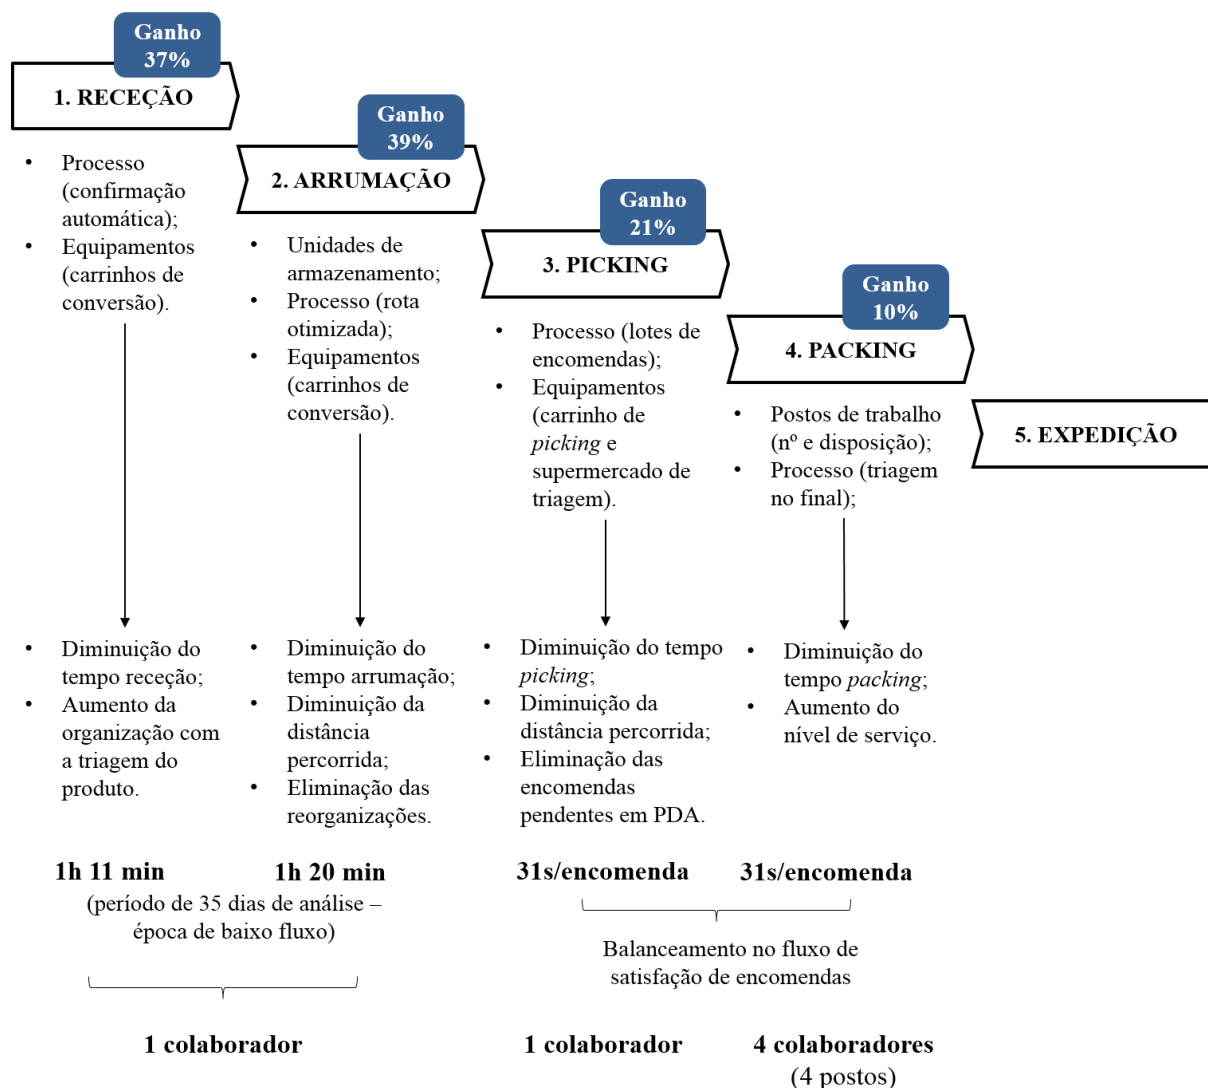 Ganho
37%
1. RECEÇÃO
• Processo
(confirmação
automática);
• Equipamentos
(carrinhos de
conversão).
Ganho
39%
2. ARRUMAÇÃO
• Unidades de
armazenamento;
• Processo (rota
otimizada);
• Equipamentos
(carrinhos de
conversão).
Ganho
21%
3. PICKING
• Processo (lotes de
encomendas);
• Equipamentos
(carrinho de
picking e
supermercado de
triagem).
Ganho
10%
4. PACKING
• Postos de trabalho
(nº e disposição);
• Processo (triagem
no final);
5. EXPEDIÇÃO
• Diminuição do
tempo receção;
• Aumento da
organização com
a triagem do
produto.
• Diminuição do
tempo arrumação;
• Diminuição da
distância
percorrida;
• Eliminação das
reorganizações.
• Diminuição do tempo
picking;
• Diminuição da
distância percorrida;
• Eliminação das
encomendas
pendentes em PDA.
• Diminuição do
tempo packing;
• Aumento do
nível de serviço.
1h 11 min
1h 20 min
(período de 35 dias de análise –
época de baixo fluxo)
31s/encomenda
31s/encomenda
Balanceamento no fluxo de
satisfação de encomendas
1 colaborador
1 colaborador
4 colaboradores
(4 postos)